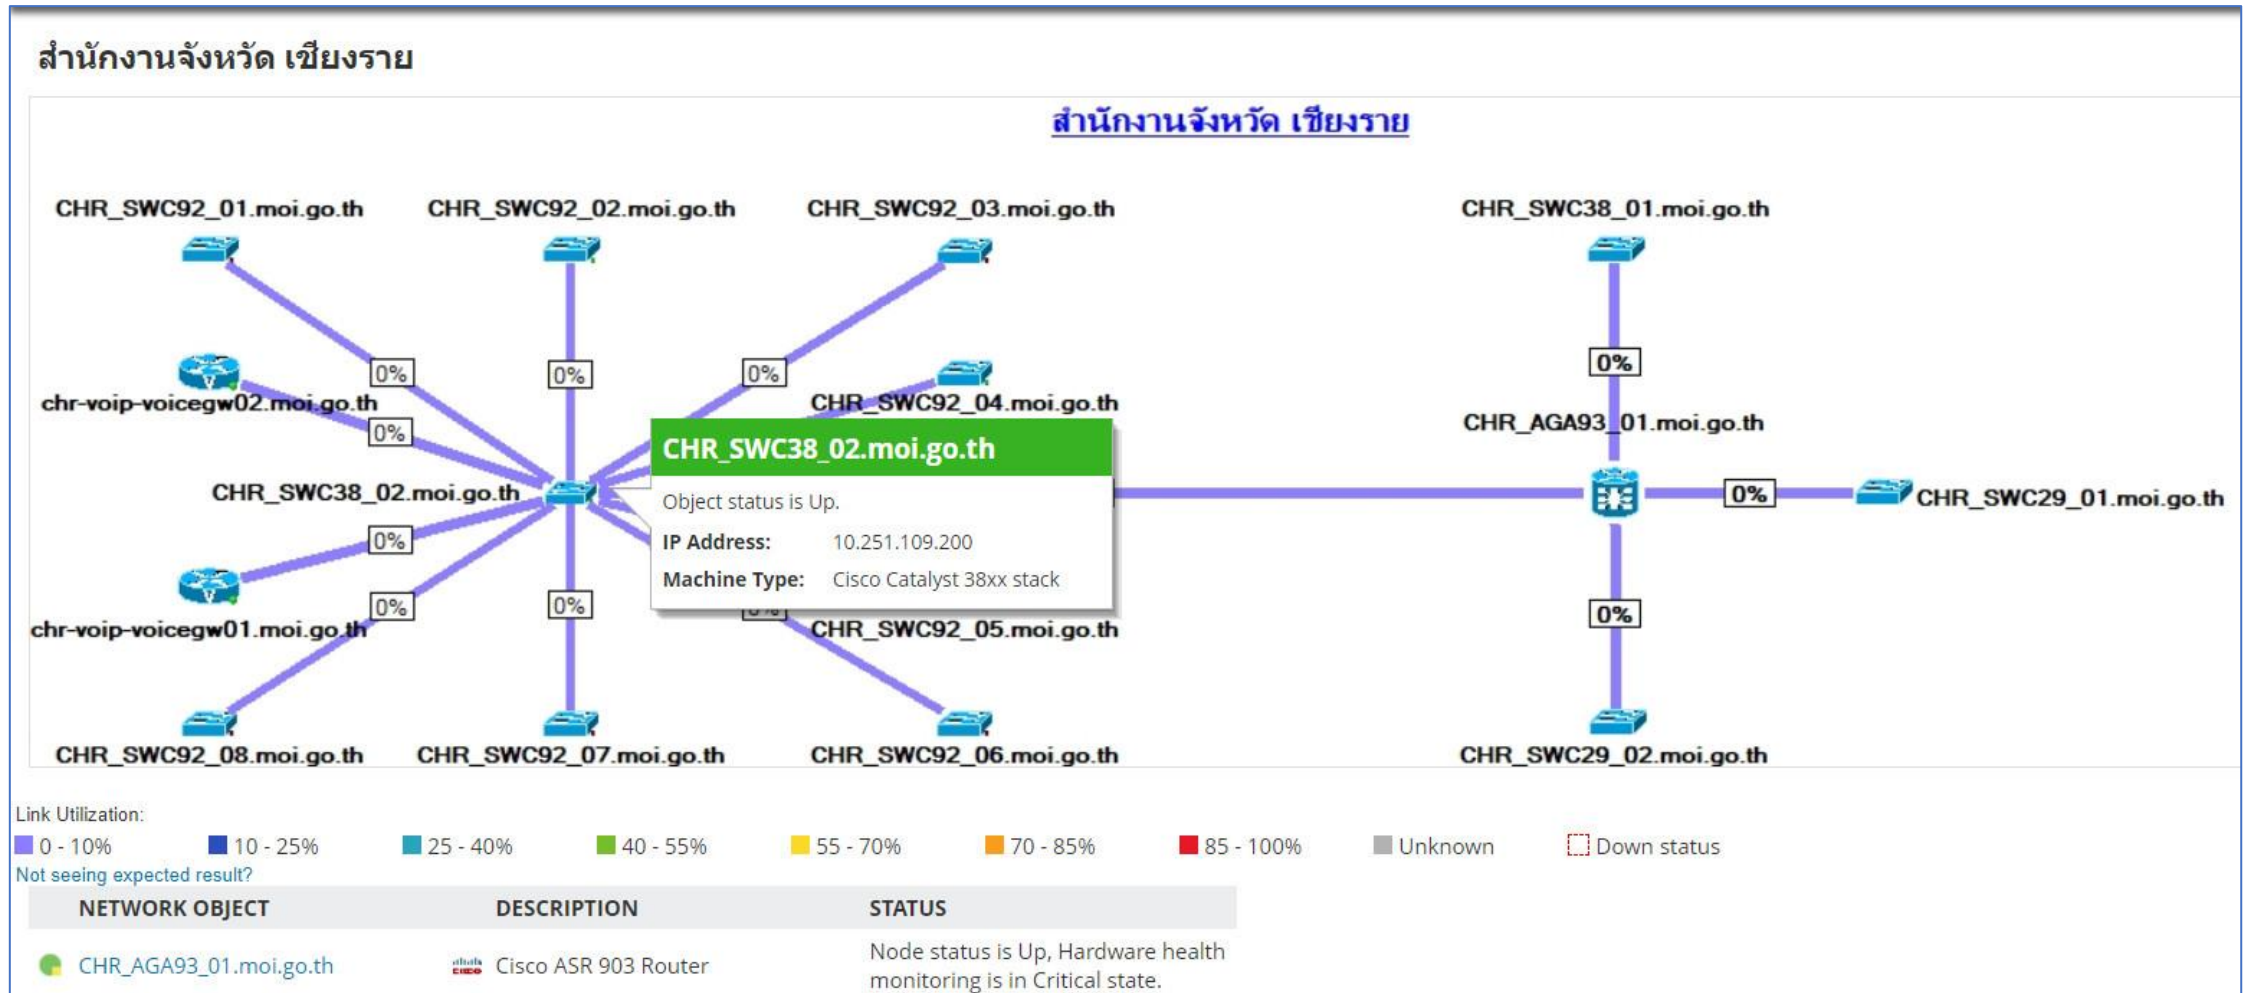 สำนักงานจังหวัด เชียงราย
สำนักงานจังหวัด เชียงราย
CHR_SWC92_01.moi.go.th
CHR_SWC92_02.moi.go.th
CHR_SWC92_03.moi.go.th
CHR_SWC38_01.moi.go.th
0%
0%
0%
0%
chr-voip-voicegw02.moi.go.th
CHR_SWC92_04.moi.go.th
0%
CHR_AGA93_01.moi.go.th
CHR_SWC38_02.moi.go.th
CHR_SWC38_02.moi.go.th
Object status is Up.
IP Address: 10.251.109.200
Machine Type: Cisco Catalyst 38xx stack
0%
CHR_SWC29_01.moi.go.th
0%
0%
0%
0%
chr-voip-voicegw01.moi.go.th
CHR_SWC92_05.moi.go.th
CHR_SWC92_08.moi.go.th
CHR_SWC92_07.moi.go.th
CHR_SWC92_06.moi.go.th
CHR_SWC29_02.moi.go.th
Link Utilization:
0 - 10% 10 - 25% 25 - 40% 40 - 55% 55 - 70% 70 - 85% 85 - 100% Unknown Down status
Not seeing expected result?
NETWORK OBJECT DESCRIPTION STATUS
CHR_AGA93_01.moi.go.th
CISCO Cisco ASR 903 Router
Node status is Up, Hardware health
monitoring is in Critical state.